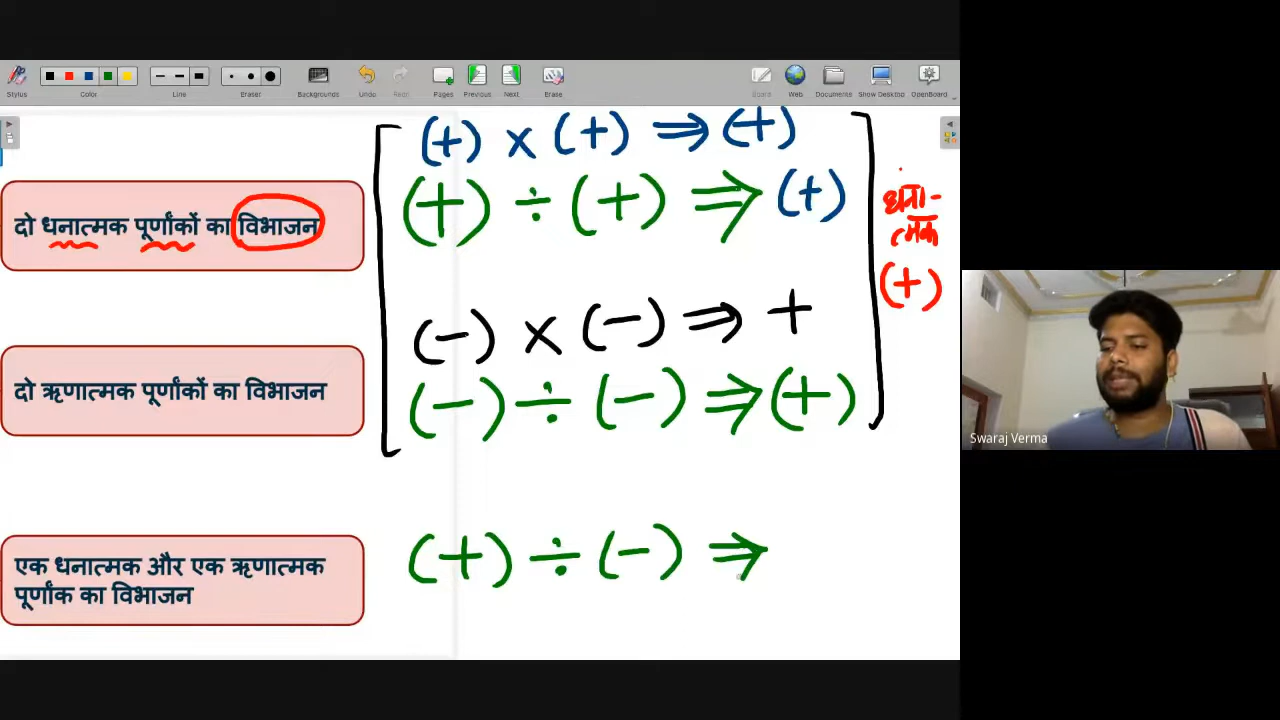 Stylus
Color
Line
Eraser
Backgrounds
Undo
Redo
Pages
Previous
Next
Erase
Board
Web
Documents
Show Desktop
OpenBoard
(+) × (+) ⇒ (+)
दो धनात्मक पूर्णांकों का विभाजन
(+) ÷ (+) ⇒ (+)
धना-
त्मक
(+)
(-) × (-) ⇒ +
दो ऋणात्मक पूर्णांकों का विभाजन
(-) ÷ (-) ⇒ (+)
Swaraj Verma
एक धनात्मक और एक ऋणात्मक
पूर्णांक का विभाजन
(+) ÷ (-) ⇒